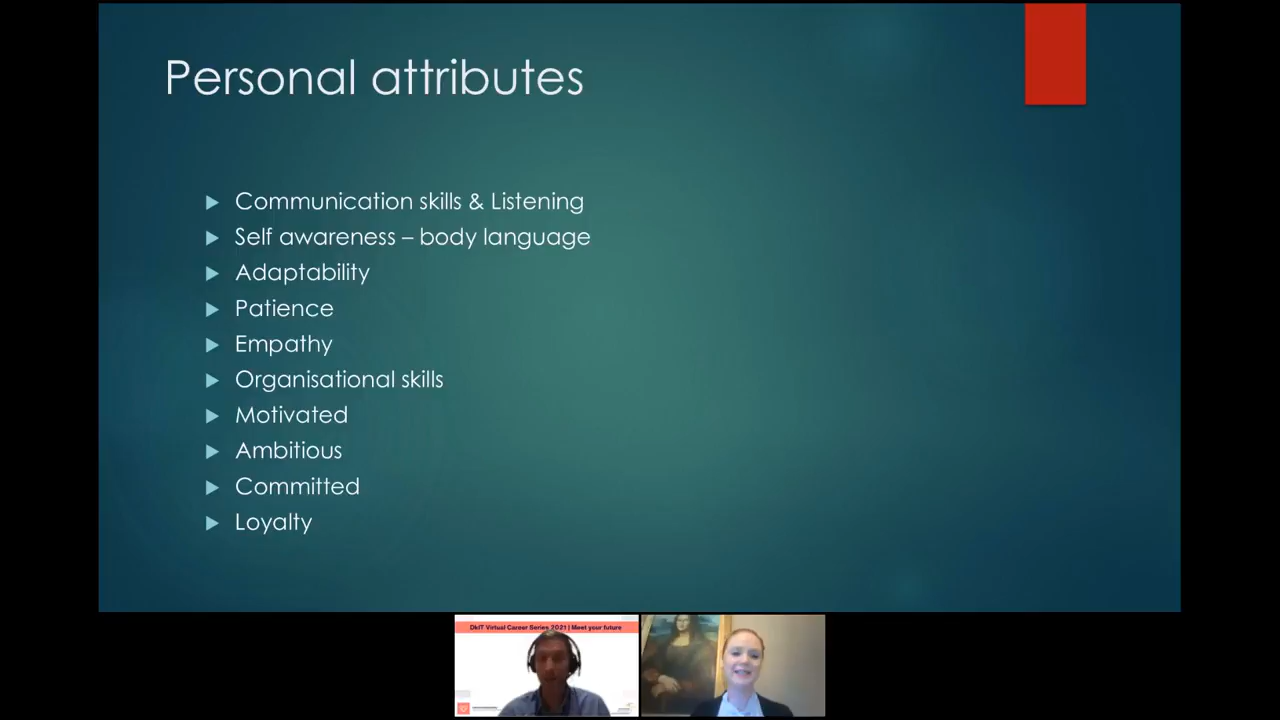 Personal attributes
Communication skills & Listening
Self awareness – body language
Adaptability
Patience
Empathy
Organisational skills
Motivated
Ambitious
Committed
Loyalty
DkIT Virtual Career Series 2021 | Meet your future